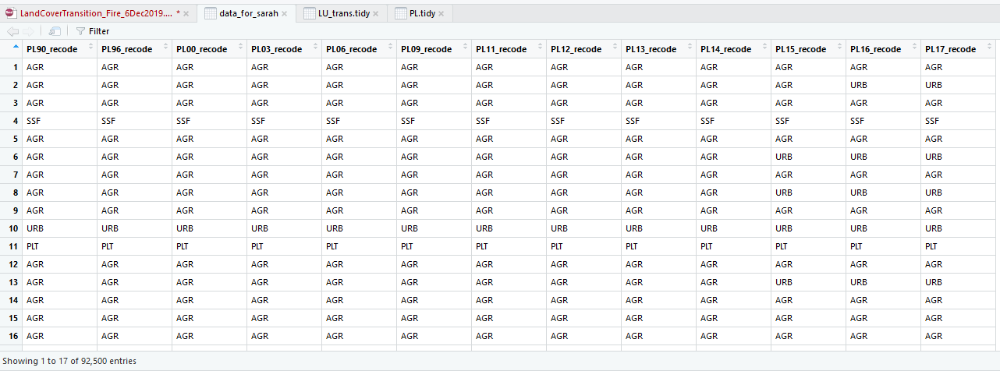 LandCoverTransition_Fire_6Dec2019.... * data_for_sarah LU_trans.tidy PL.tidy
Filter
PL90_recode PL96_recode PL00_recode PL03_recode PL06_recode PL09_recode PL11_recode PL12_recode PL13_recode PL14_recode PL15_recode PL16_recode PL17_recode
1 AGR AGR AGR AGR AGR AGR AGR AGR AGR AGR AGR AGR AGR
2 AGR AGR AGR AGR AGR AGR AGR AGR AGR AGR AGR URB URB
3 AGR AGR AGR AGR AGR AGR AGR AGR AGR AGR AGR AGR AGR
4 SSF SSF SSF SSF SSF SSF SSF SSF SSF SSF SSF SSF SSF
5 AGR AGR AGR AGR AGR AGR AGR AGR AGR AGR AGR AGR AGR
6 AGR AGR AGR AGR AGR AGR AGR AGR AGR AGR URB URB URB
7 AGR AGR AGR AGR AGR AGR AGR AGR AGR AGR AGR AGR AGR
8 AGR AGR AGR AGR AGR AGR AGR AGR AGR AGR URB URB URB
9 AGR AGR AGR AGR AGR AGR AGR AGR AGR AGR AGR AGR AGR
10 URB URB URB URB URB URB URB URB URB URB URB URB URB
11 PLT PLT PLT PLT PLT PLT PLT PLT PLT PLT PLT PLT PLT
12 AGR AGR AGR AGR AGR AGR AGR AGR AGR AGR AGR AGR AGR
13 AGR AGR AGR AGR AGR AGR AGR AGR AGR AGR URB URB URB
14 AGR AGR AGR AGR AGR AGR AGR AGR AGR AGR AGR AGR AGR
15 AGR AGR AGR AGR AGR AGR AGR AGR AGR AGR AGR AGR AGR
16 AGR AGR AGR AGR AGR AGR AGR AGR AGR AGR AGR AGR AGR
Showing 1 to 17 of 92,500 entries